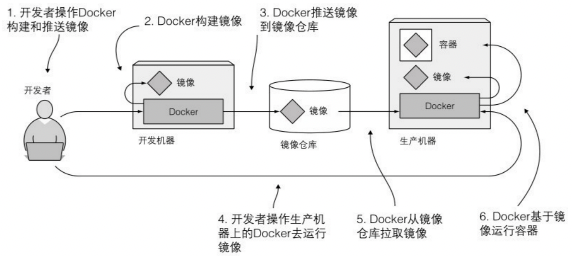 1. 开发者操作Docker
构建和推送镜像
2. Docker构建镜像
3. Docker推送镜像
到镜像仓库
开发者
镜像
Docker
开发机器
镜像
镜像仓库
容器
镜像
Docker
生产机器
4. 开发者操作生产机
器上的Docker去运行
镜像
5. Docker从镜像
仓库拉取镜像
6. Docker基于镜
像运行容器